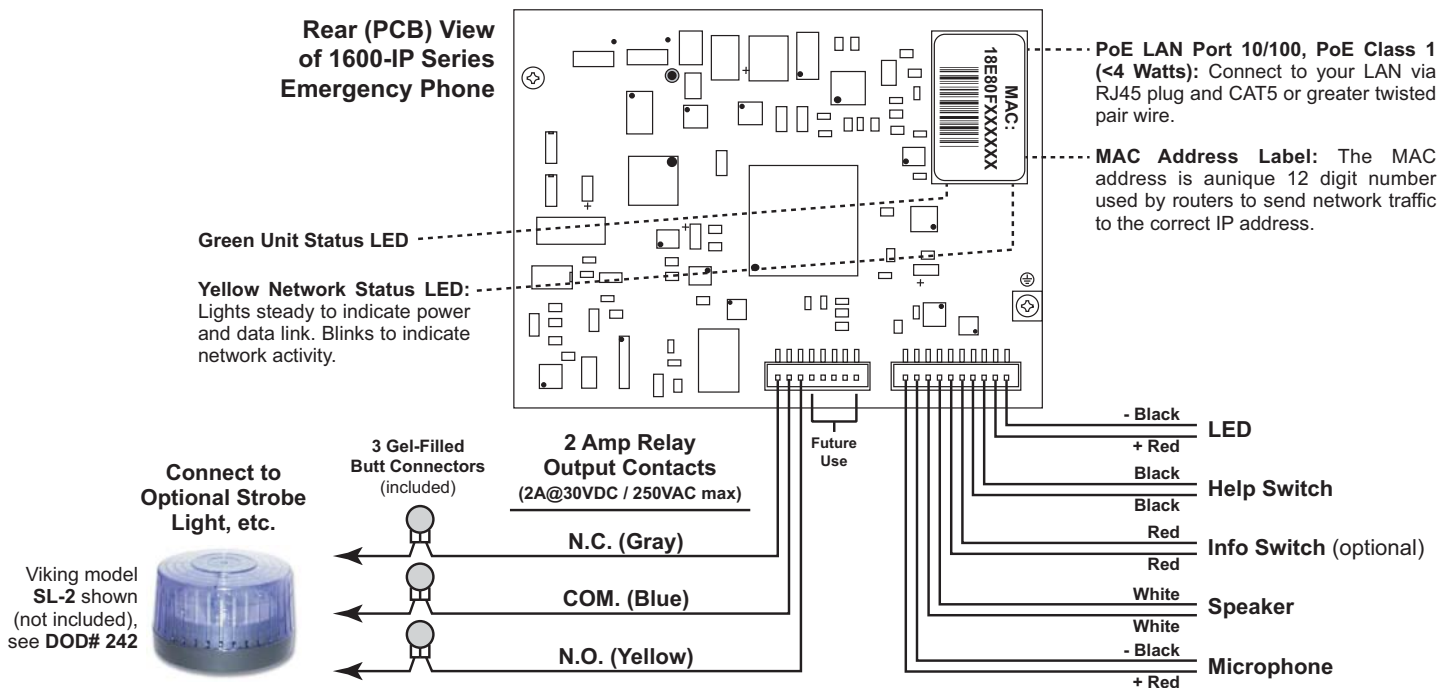 Rear (PCB) View
of 1600-IP Series
Emergency Phone
MAC:
18E80FXXXXXX
PoE LAN Port 10/100, PoE Class 1
(<4 Watts): Connect to your LAN via
RJ45 plug and CAT5 or greater twisted
pair wire.
MAC Address Label: The MAC
address is aunique 12 digit number
used by routers to send network traffic
to the correct IP address.
Green Unit Status LED
Yellow Network Status LED:
Lights steady to indicate power
and data link. Blinks to indicate
network activity.
3 Gel-Filled
Butt Connectors
(included)
2 Amp Relay
Output Contacts
(2A@30VDC / 250VAC max)
Future
Use
Connect to
Optional Strobe
Light, etc.
Viking model
SL-2 shown
(not included),
see DOD# 242
N.C. (Gray)
COM. (Blue)
N.O. (Yellow)
- Black
LED
+ Red
Black
Help Switch
Black
Red
Info Switch (optional)
Red
White
Speaker
White
- Black
Microphone
+ Red